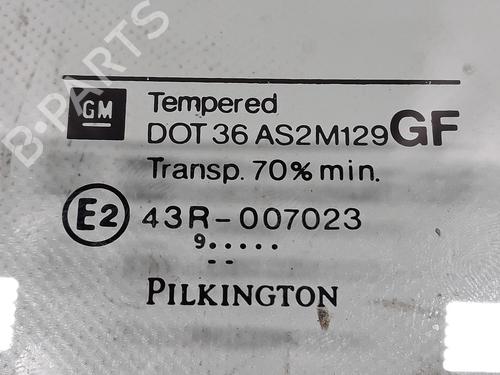 B-PARTS
GM Tempered
DOT 36 AS2M129 GF
Transp. 70% min.
E2 43R-007023
9.....
--
PILKINGTON